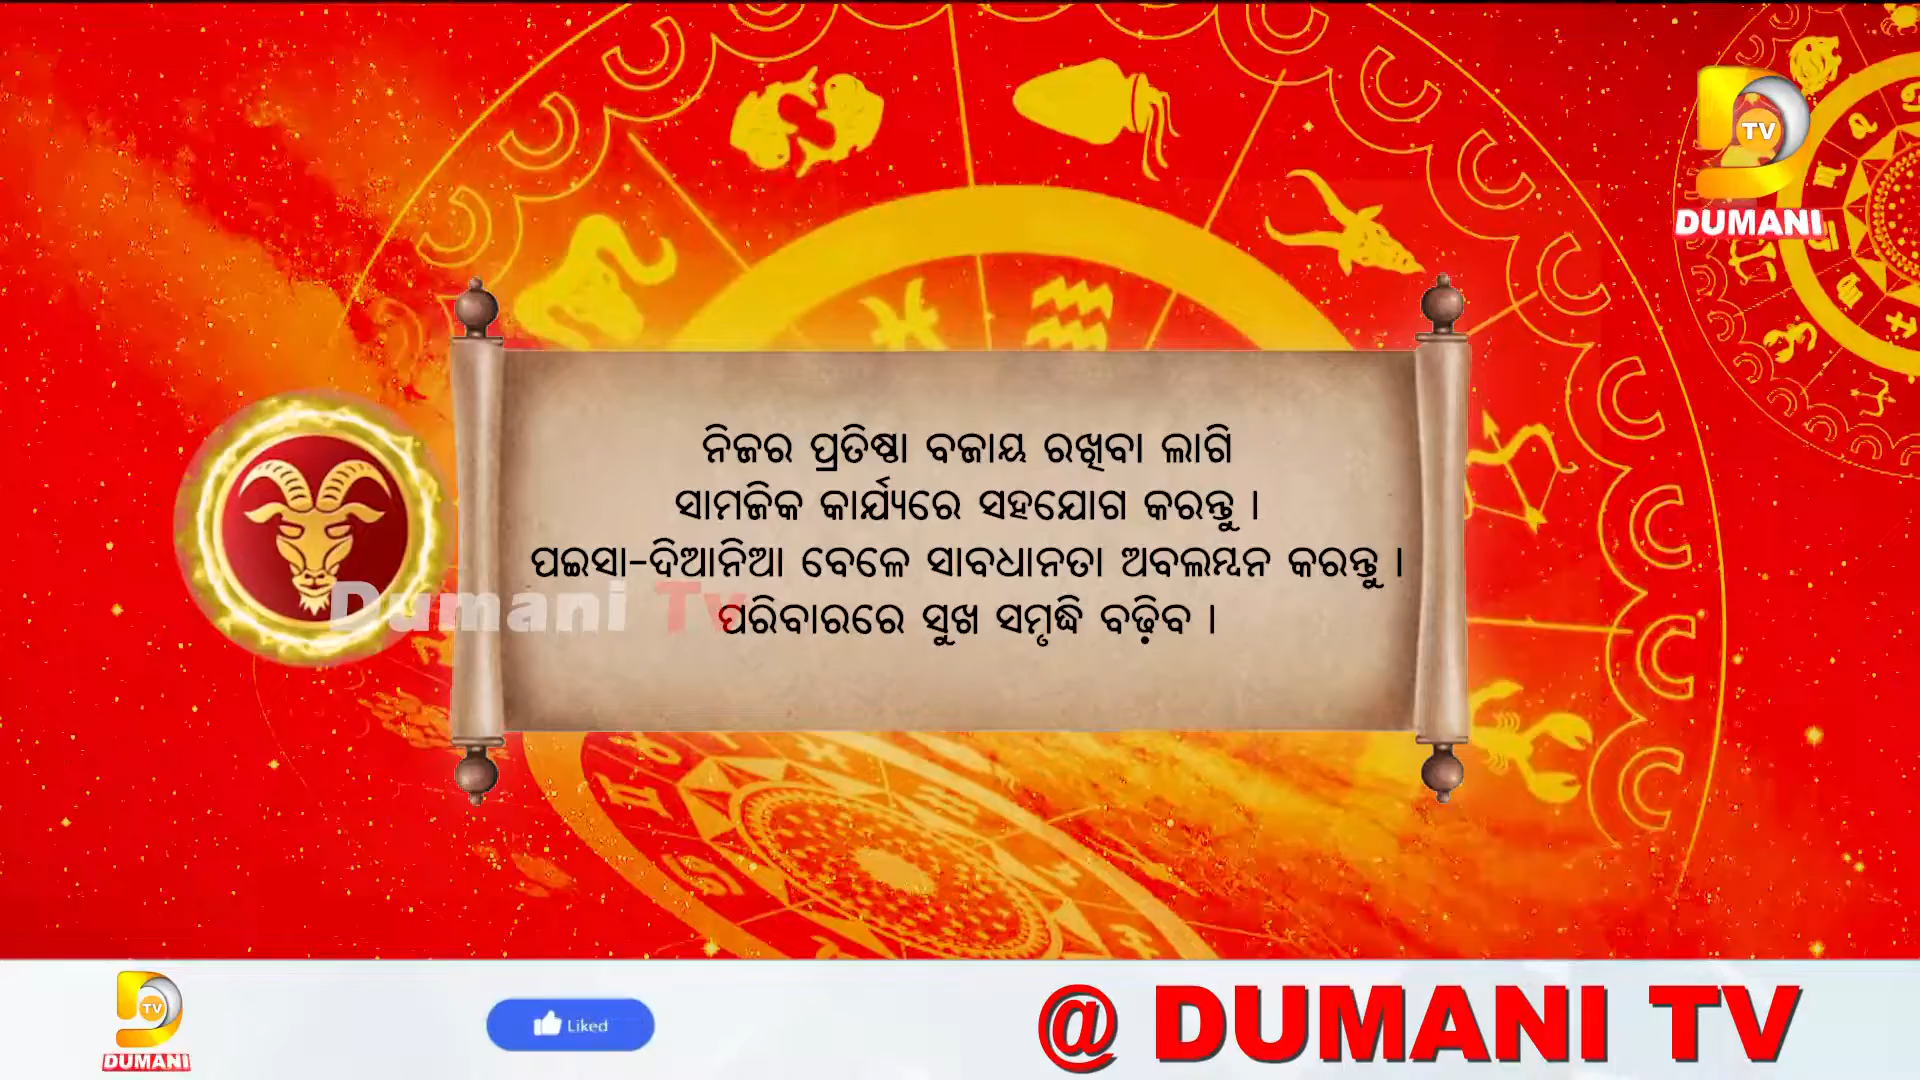 TV
DUMANI
ନିଜର ପ୍ରତିଷ୍ଠା ବଜାୟ ରଖିବା ଲାଗି
ସାମଜିକ କାର୍ଯ୍ୟରେ ସହଯୋଗ କରନ୍ତୁ ।
ପଇସା-ଦିଆନିଆ ବେଳେ ସାବଧାନତା ଅବଲମ୍ବନ କରନ୍ତୁ ।
ପରିବାରରେ ସୁଖ ସମୃଦ୍ଧି ବଢ଼ିବ ।
Dumani Tv
TV
DUMANI
Liked
@ DUMANI TV